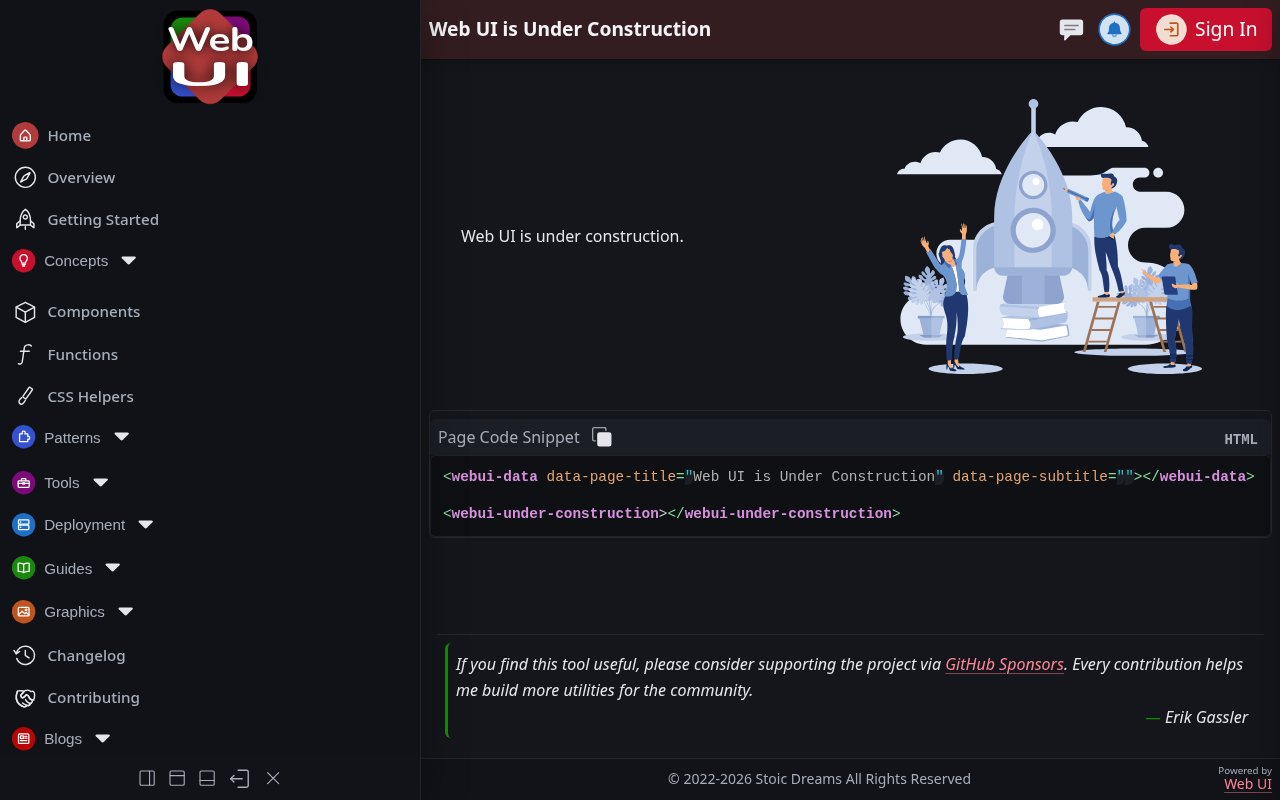 Web
UI
Home
Overview
Getting Started
Concepts
Components
Functions
CSS Helpers
Patterns
Tools
Deployment
Guides
Graphics
Changelog
Contributing
Blogs
Web UI is Under Construction
Sign In
Web UI is under construction.
Page Code Snippet
HTML
<webui-data data-page-title="Web UI is Under Construction" data-page-subtitle=""></webui-data>
<webui-under-construction></webui-under-construction>
If you find this tool useful, please consider supporting the project via GitHub Sponsors. Every contribution helps
me build more utilities for the community.
— Erik Gassler
© 2022-2026 Stoic Dreams All Rights Reserved
Powered by
Web UI